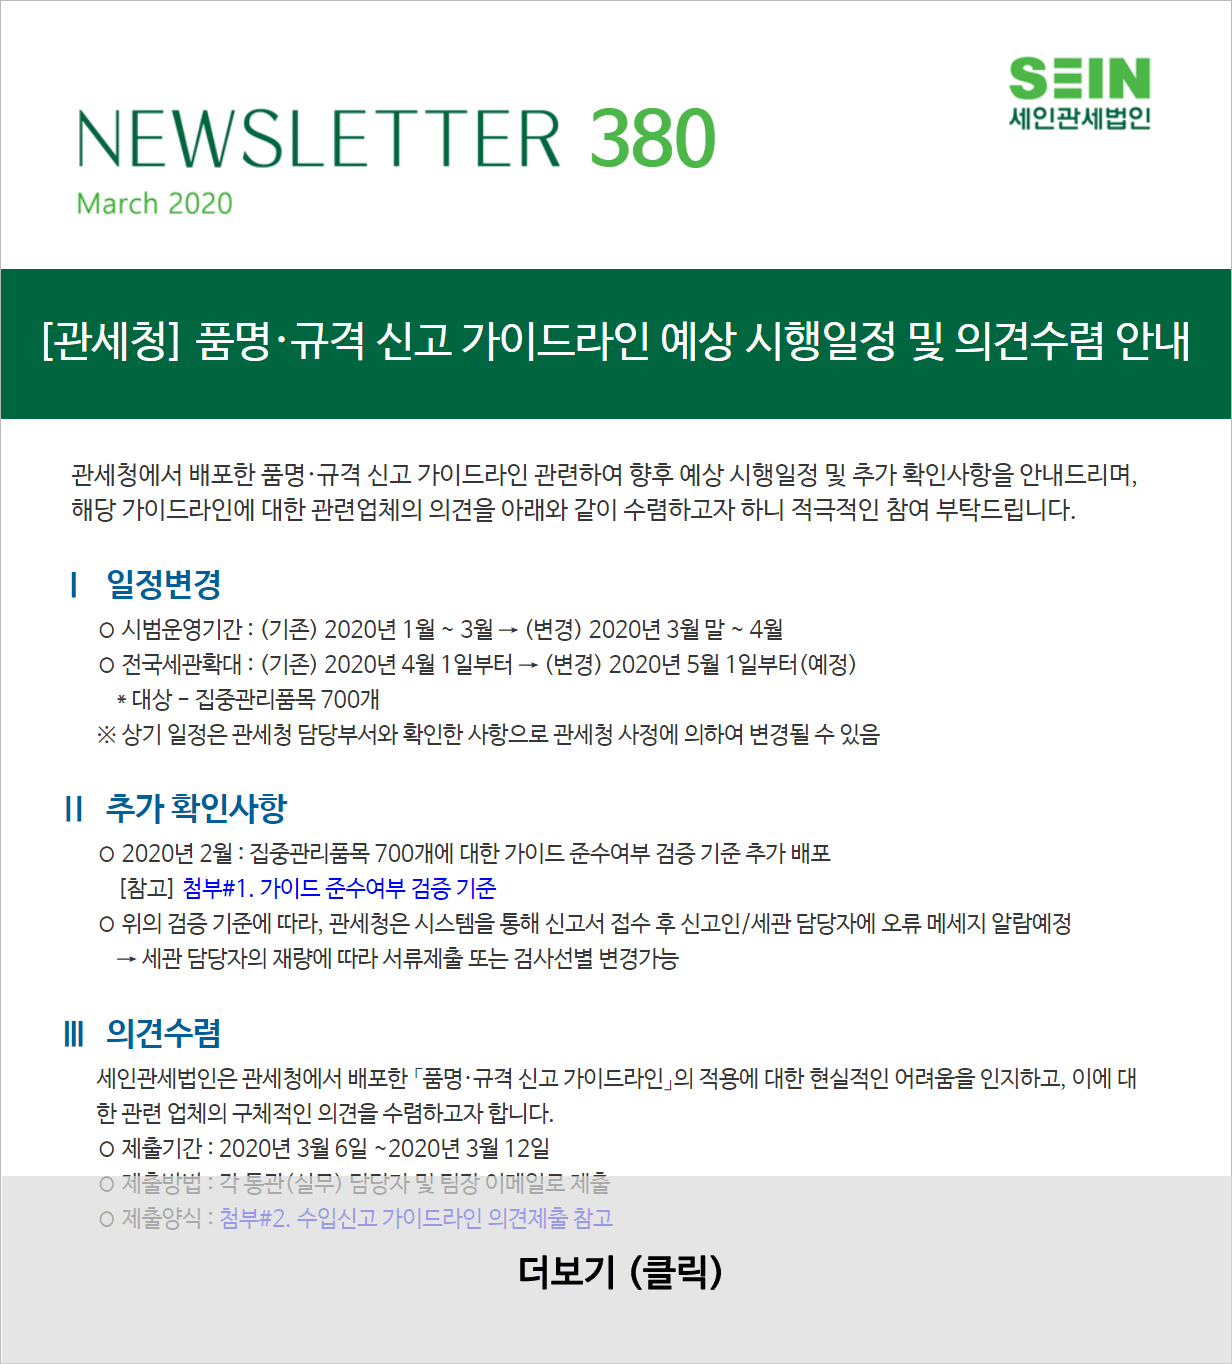 SEIN
세인관세법인
NEWSLETTER 380
March 2020
[관세청] 품명·규격 신고 가이드라인 예상 시행일정 및 의견수렴 안내
관세청에서 배포한 품명·규격 신고 가이드라인 관련하여 향후 예상 시행일정 및 추가 확인사항을 안내드리며,
해당 가이드라인에 대한 관련업체의 의견을 아래와 같이 수렴하고자 하니 적극적인 참여 부탁드립니다.
Ⅰ 일정변경
ㅇ 시범운영기간 : (기존) 2020년 1월 ~ 3월 → (변경) 2020년 3월 말 ~ 4월
ㅇ 전국세관확대 : (기존) 2020년 4월 1일부터 → (변경) 2020년 5월 1일부터(예정)
* 대상 - 집중관리품목 700개
※ 상기 일정은 관세청 담당부서와 확인한 사항으로 관세청 사정에 의하여 변경될 수 있음
Ⅱ 추가 확인사항
ㅇ 2020년 2월 : 집중관리품목 700개에 대한 가이드 준수여부 검증 기준 추가 배포
[참고] 첨부#1. 가이드 준수여부 검증 기준
ㅇ 위의 검증 기준에 따라, 관세청은 시스템을 통해 신고서 접수 후 신고인/세관 담당자에 오류 메세지 알람예정
→ 세관 담당자의 재량에 따라 서류제출 또는 검사선별 변경가능
Ⅲ 의견수렴
세인관세법인은 관세청에서 배포한 「품명·규격 신고 가이드라인」의 적용에 대한 현실적인 어려움을 인지하고, 이에 대
한 관련 업체의 구체적인 의견을 수렴하고자 합니다.
ㅇ 제출기간 : 2020년 3월 6일 ~2020년 3월 12일
ㅇ 제출방법 : 각 통관(실무) 담당자 및 팀장 이메일로 제출
ㅇ 제출양식 : 첨부#2. 수입신고 가이드라인 의견제출 참고
더보기 (클릭)